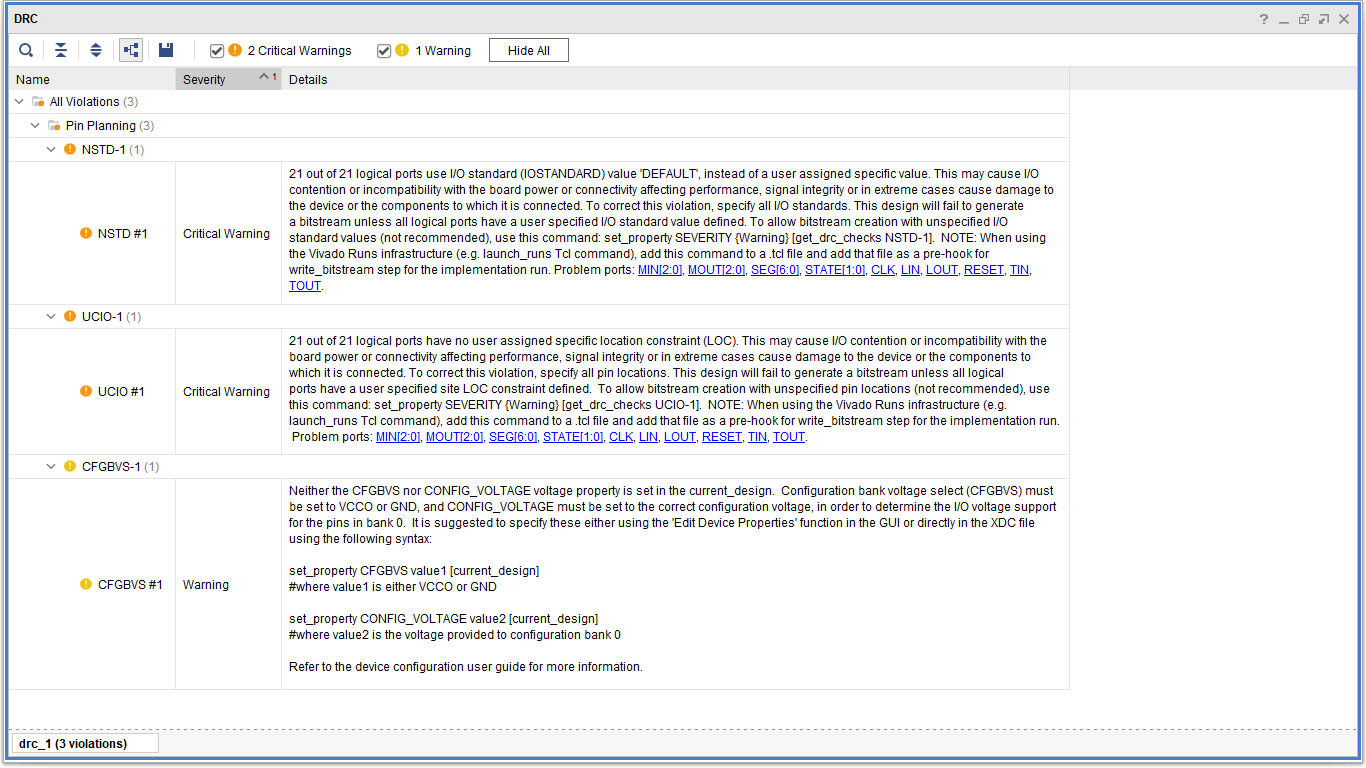 DRC
2 Critical Warnings 1 Warning Hide All
Name Severity 1 Details
All Violations (3)
Pin Planning (3)
NSTD-1 (1)
NSTD #1 Critical Warning
21 out of 21 logical ports use I/O standard (IOSTANDARD) value 'DEFAULT', instead of a user assigned specific value. This may cause I/O
contention or incompatibility with the board power or connectivity affecting performance, signal integrity or in extreme cases cause damage to
the device or the components to which it is connected. To correct this violation, specify all I/O standards. This design will fail to generate
a bitstream unless all logical ports have a user specified I/O standard value defined. To allow bitstream creation with unspecified I/O
standard values (not recommended), use this command: set_property SEVERITY {Warning} [get_drc_checks NSTD-1].  NOTE: When using
the Vivado Runs infrastructure (e.g. launch_runs Tcl command), add this command to a .tcl file and add that file as a pre-hook for
write_bitstream step for the implementation run. Problem ports: MIN[2:0], MOUT[2:0], SEG[6:0], STATE[1:0], CLK, LIN, LOUT, RESET, TIN,
TOUT.
UCIO-1 (1)
UCIO #1 Critical Warning
21 out of 21 logical ports have no user assigned specific location constraint (LOC). This may cause I/O contention or incompatibility with the
board power or connectivity affecting performance, signal integrity or in extreme cases cause damage to the device or the components to
which it is connected. To correct this violation, specify all pin locations. This design will fail to generate a bitstream unless all logical
ports have a user specified site LOC constraint defined.  To allow bitstream creation with unspecified pin locations (not recommended), use
this command: set_property SEVERITY {Warning} [get_drc_checks UCIO-1].  NOTE: When using the Vivado Runs infrastructure (e.g.
launch_runs Tcl command), add this command to a .tcl file and add that file as a pre-hook for write_bitstream step for the implementation run.
Problem ports: MIN[2:0], MOUT[2:0], SEG[6:0], STATE[1:0], CLK, LIN, LOUT, RESET, TIN, TOUT.
CFGBVS-1 (1)
CFGBVS #1 Warning
Neither the CFGBVS nor CONFIG_VOLTAGE voltage property is set in the current_design.  Configuration bank voltage select (CFGBVS) must
be set to VCCO or GND, and CONFIG_VOLTAGE must be set to the correct configuration voltage, in order to determine the I/O voltage support
for the pins in bank 0.  It is suggested to specify these either using the 'Edit Device Properties' function in the GUI or directly in the XDC file
using the following syntax:
set_property CFGBVS value1 [current_design]
#where value1 is either VCCO or GND
set_property CONFIG_VOLTAGE value2 [current_design]
#where value2 is the voltage provided to configuration bank 0
Refer to the device configuration user guide for more information.
drc_1 (3 violations)